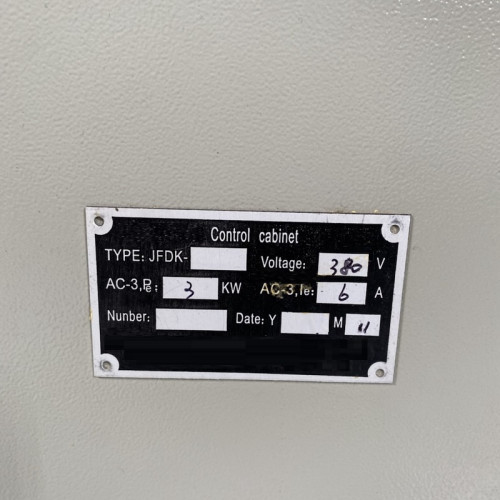 Control cabinet
TYPE: JFDK- Voltage: 380 V
AC-3,Pe: 3 KW AC-3,Ie: 6 A
Nunber: Date: Y M 11